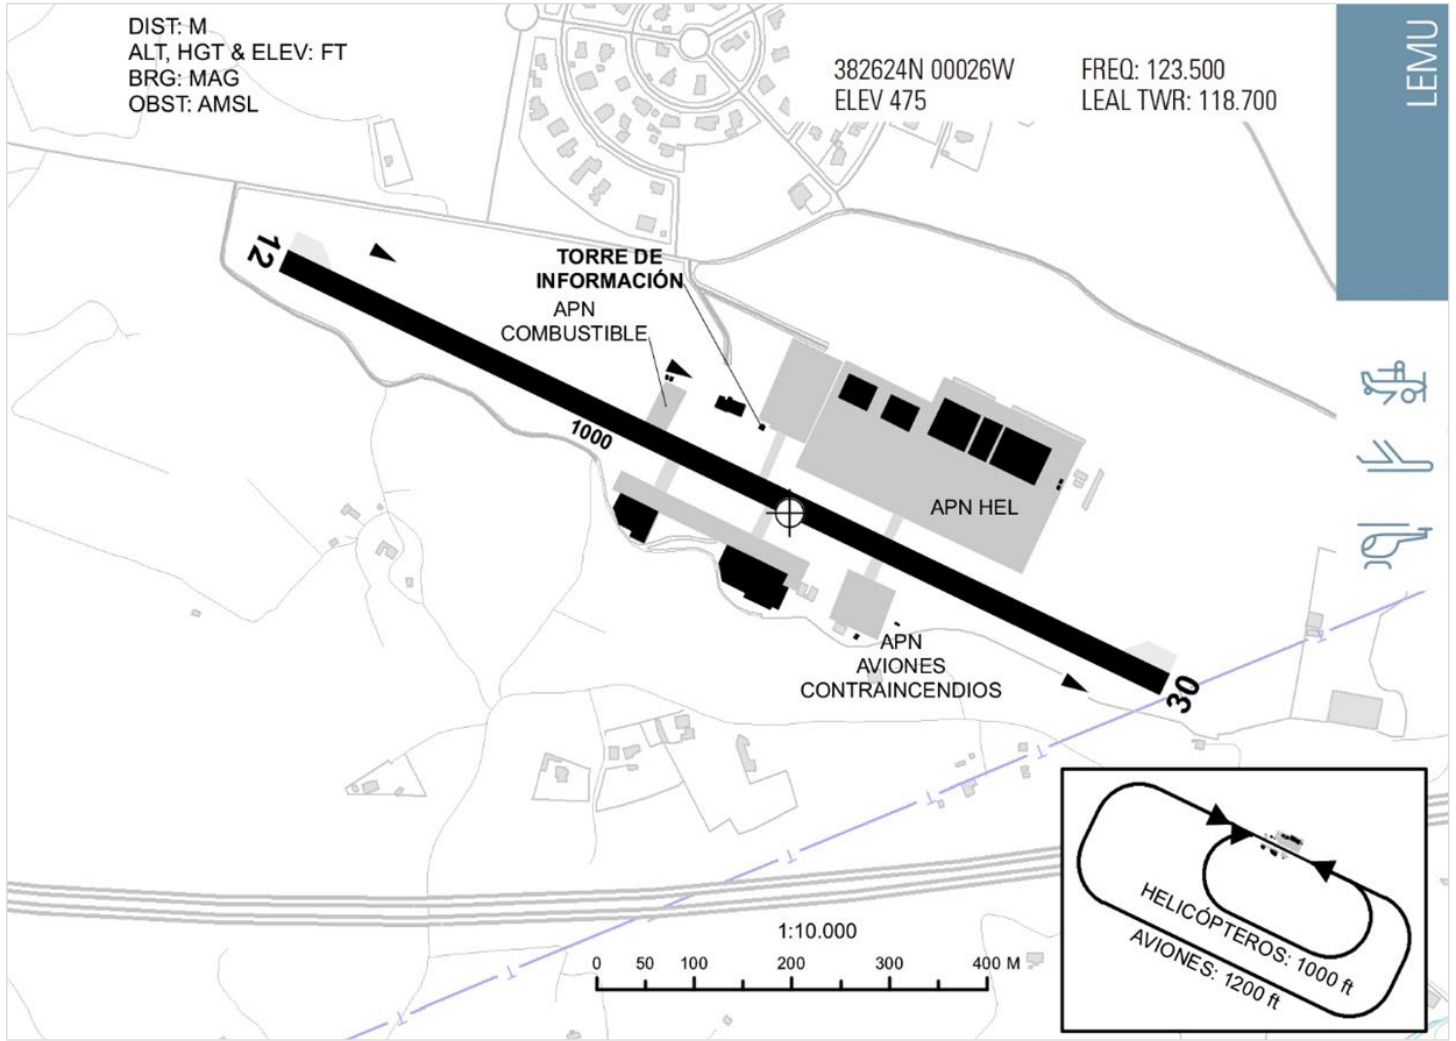 DIST: M
ALT, HGT & ELEV: FT
BRG: MAG
OBST: AMSL
382624N 00026W
ELEV 475
FREQ: 123.500
LEAL TWR: 118.700
LEMU
12
TORRE DE
INFORMACIÓN
APN
COMBUSTIBLE
1000
APN HEL
APN
AVIONES
CONTRAINCENDIOS
30
HELICÓPTEROS: 1000 ft
AVIONES: 1200 ft
1:10.000
0 50 100 200 300 400 M